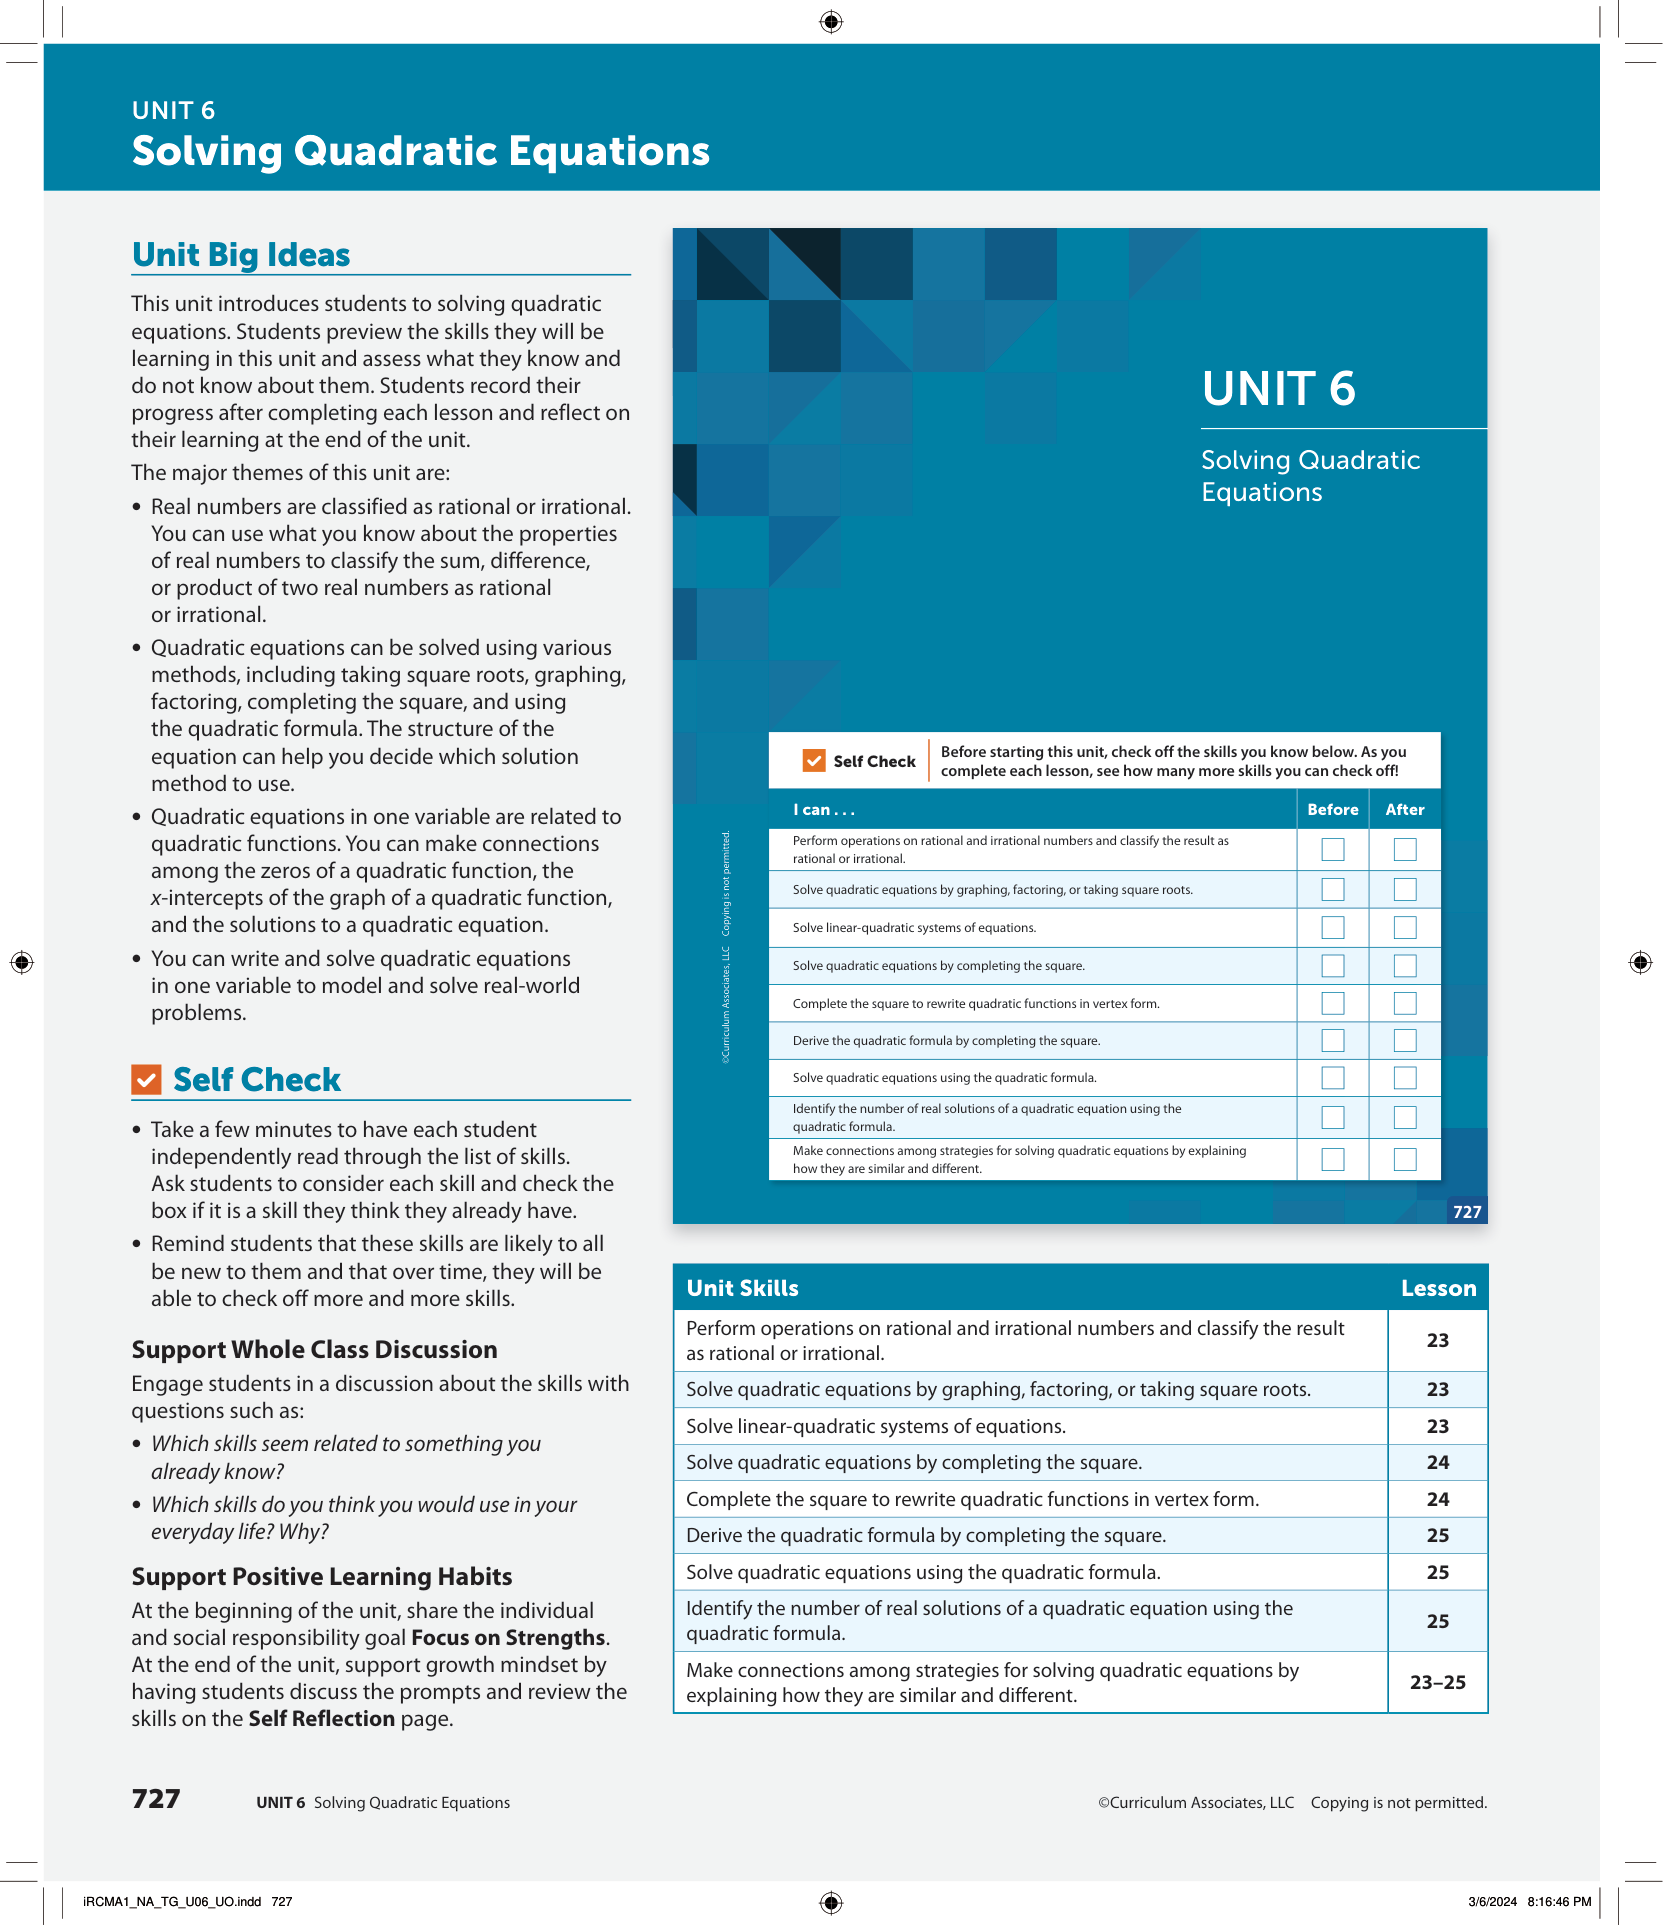 UNIT 6
Solving Quadratic Equations
Unit Big Ideas
This unit introduces students to solving quadratic
equations. Students preview the skills they will be
learning in this unit and assess what they know and
do not know about them. Students record their
progress after completing each lesson and reflect on
their learning at the end of the unit.
The major themes of this unit are:
• Real numbers are classified as rational or irrational.
You can use what you know about the properties
of real numbers to classify the sum, difference,
or product of two real numbers as rational
or irrational.
• Quadratic equations can be solved using various
methods, including taking square roots, graphing,
factoring, completing the square, and using
the quadratic formula. The structure of the
equation can help you decide which solution
method to use.
• Quadratic equations in one variable are related to
quadratic functions. You can make connections
among the zeros of a quadratic function, the
x-intercepts of the graph of a quadratic function,
and the solutions to a quadratic equation.
• You can write and solve quadratic equations
in one variable to model and solve real-world
problems.
Self Check
• Take a few minutes to have each student
independently read through the list of skills.
Ask students to consider each skill and check the
box if it is a skill they think they already have.
• Remind students that these skills are likely to all
be new to them and that over time, they will be
able to check off more and more skills.
Support Whole Class Discussion
Engage students in a discussion about the skills with
questions such as:
• Which skills seem related to something you
already know?
• Which skills do you think you would use in your
everyday life? Why?
Support Positive Learning Habits
At the beginning of the unit, share the individual
and social responsibility goal Focus on Strengths.
At the end of the unit, support growth mindset by
having students discuss the prompts and review the
skills on the Self Reflection page.
UNIT 6
Solving Quadratic
Equations
Self Check
Before starting this unit, check off the skills you know below. As you
complete each lesson, see how many more skills you can check off!
I can . . . Before After
Perform operations on rational and irrational numbers and classify the result as
rational or irrational.
Solve quadratic equations by graphing, factoring, or taking square roots.
Solve linear-quadratic systems of equations.
Solve quadratic equations by completing the square.
Complete the square to rewrite quadratic functions in vertex form.
Derive the quadratic formula by completing the square.
Solve quadratic equations using the quadratic formula.
Identify the number of real solutions of a quadratic equation using the
quadratic formula.
Make connections among strategies for solving quadratic equations by explaining
how they are similar and different.
©Curriculum Associates, LLC Copying is not permitted.
727
Unit Skills Lesson
Perform operations on rational and irrational numbers and classify the result
as rational or irrational.
23
Solve quadratic equations by graphing, factoring, or taking square roots. 23
Solve linear-quadratic systems of equations. 23
Solve quadratic equations by completing the square. 24
Complete the square to rewrite quadratic functions in vertex form. 24
Derive the quadratic formula by completing the square. 25
Solve quadratic equations using the quadratic formula. 25
Identify the number of real solutions of a quadratic equation using the
quadratic formula.
25
Make connections among strategies for solving quadratic equations by
explaining how they are similar and different.
23–25
727 UNIT 6 Solving Quadratic Equations ©Curriculum Associates, LLC Copying is not permitted.
iRCMA1_NA_TG_U06_UO.indd 727 3/6/2024 8:16:46 PM